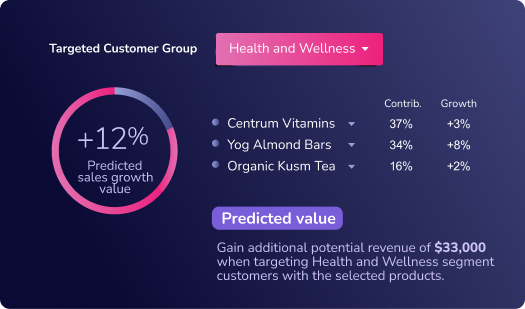 Targeted Customer Group
Health and Wellness
+12%
Predicted
sales growth
value
Contrib. Growth
Centrum Vitamins 37% +3%
Yog Almond Bars 34% +8%
Organic Kusm Tea 16% +2%
Predicted value
Gain additional potential revenue of $33,000
when targeting Health and Wellness segment
customers with the selected products.